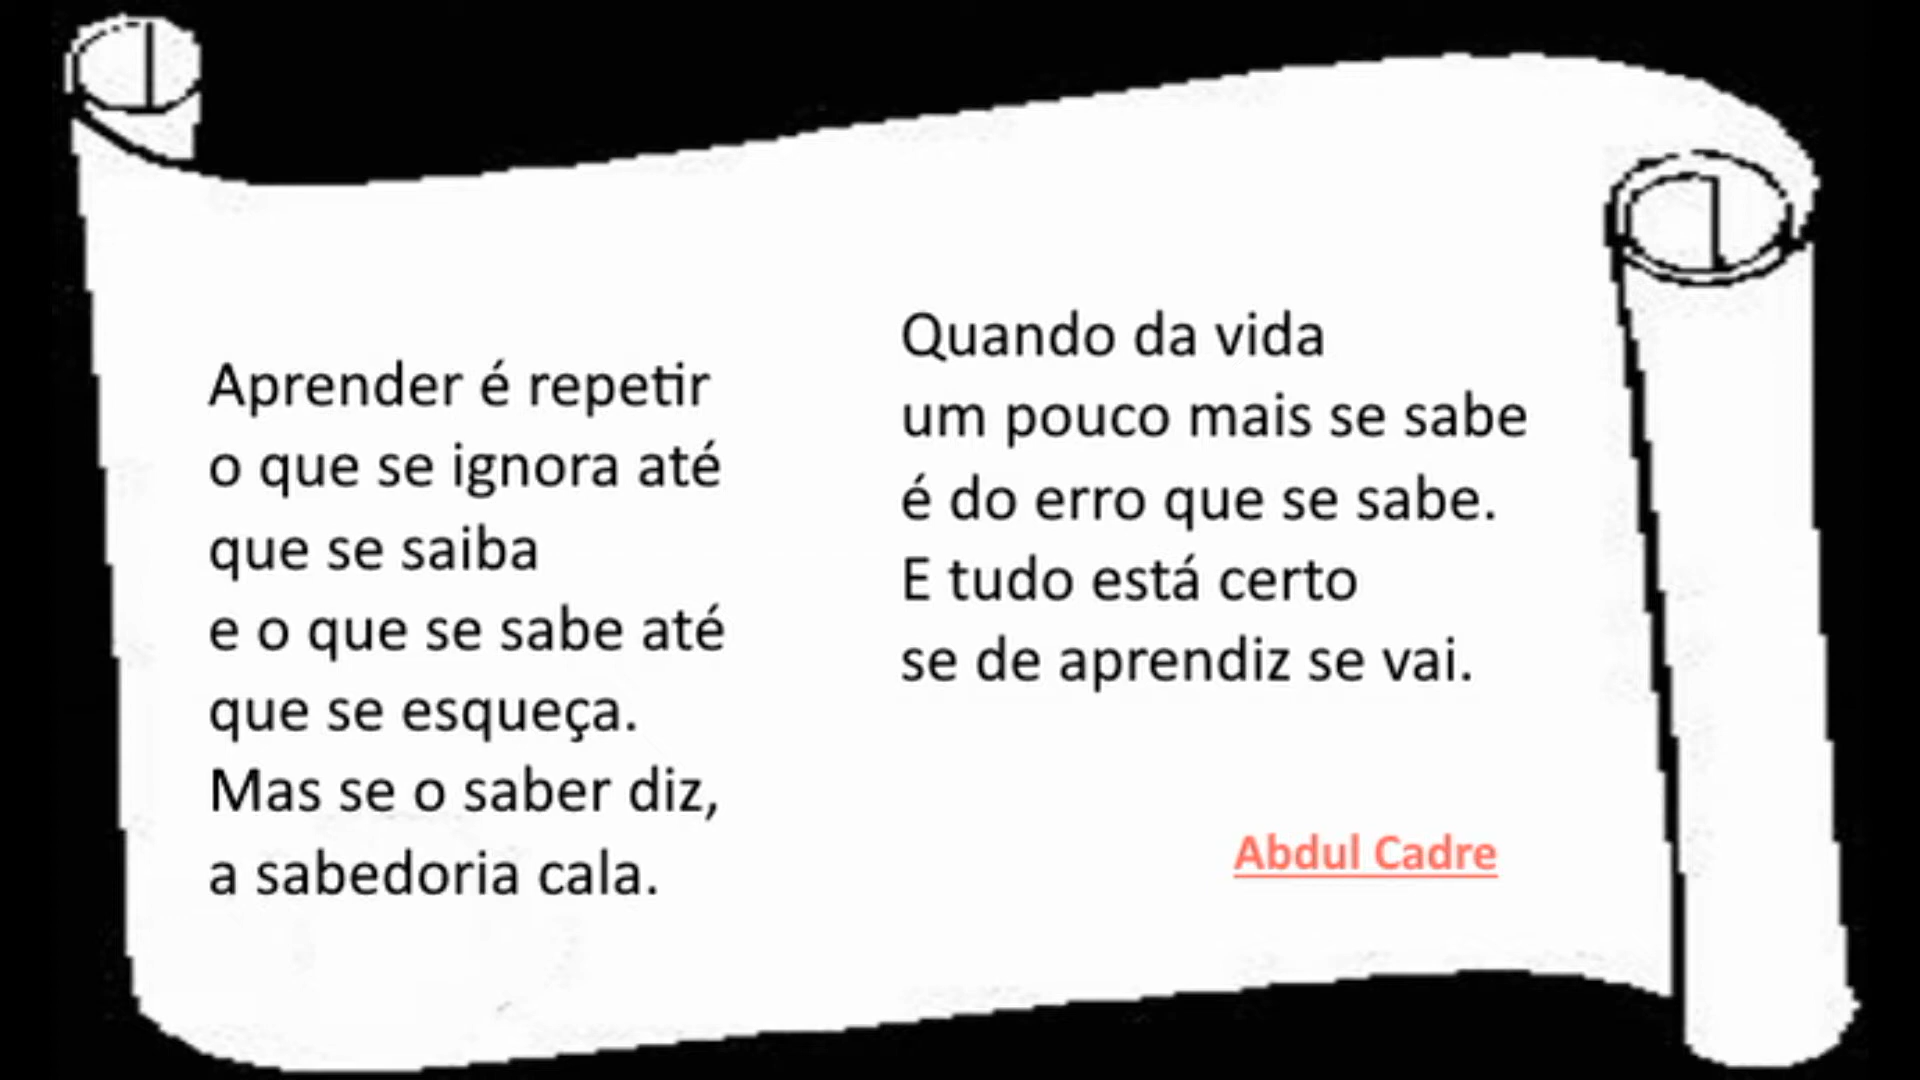 Aprender é repetir
o que se ignora até
que se saiba
e o que se sabe até
que se esqueça.
Mas se o saber diz,
a sabedoria cala.
Quando da vida
um pouco mais se sabe
é do erro que se sabe.
E tudo está certo
se de aprendiz se vai.
Abdul Cadre